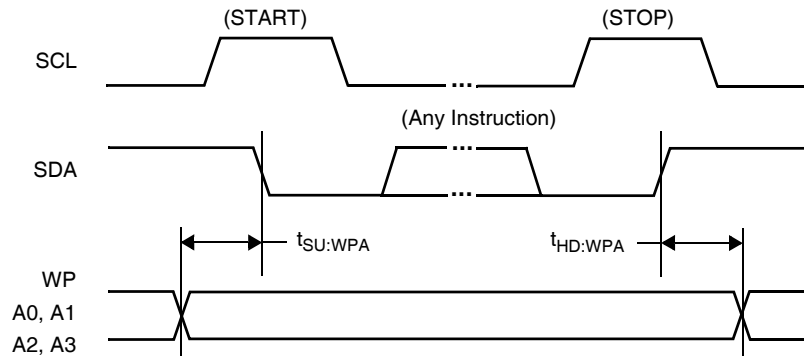 (START)
(STOP)
SCL
...
(Any Instruction)
SDA
...
...
tSU:WPA
tHD:WPA
WP
A0, A1
A2, A3